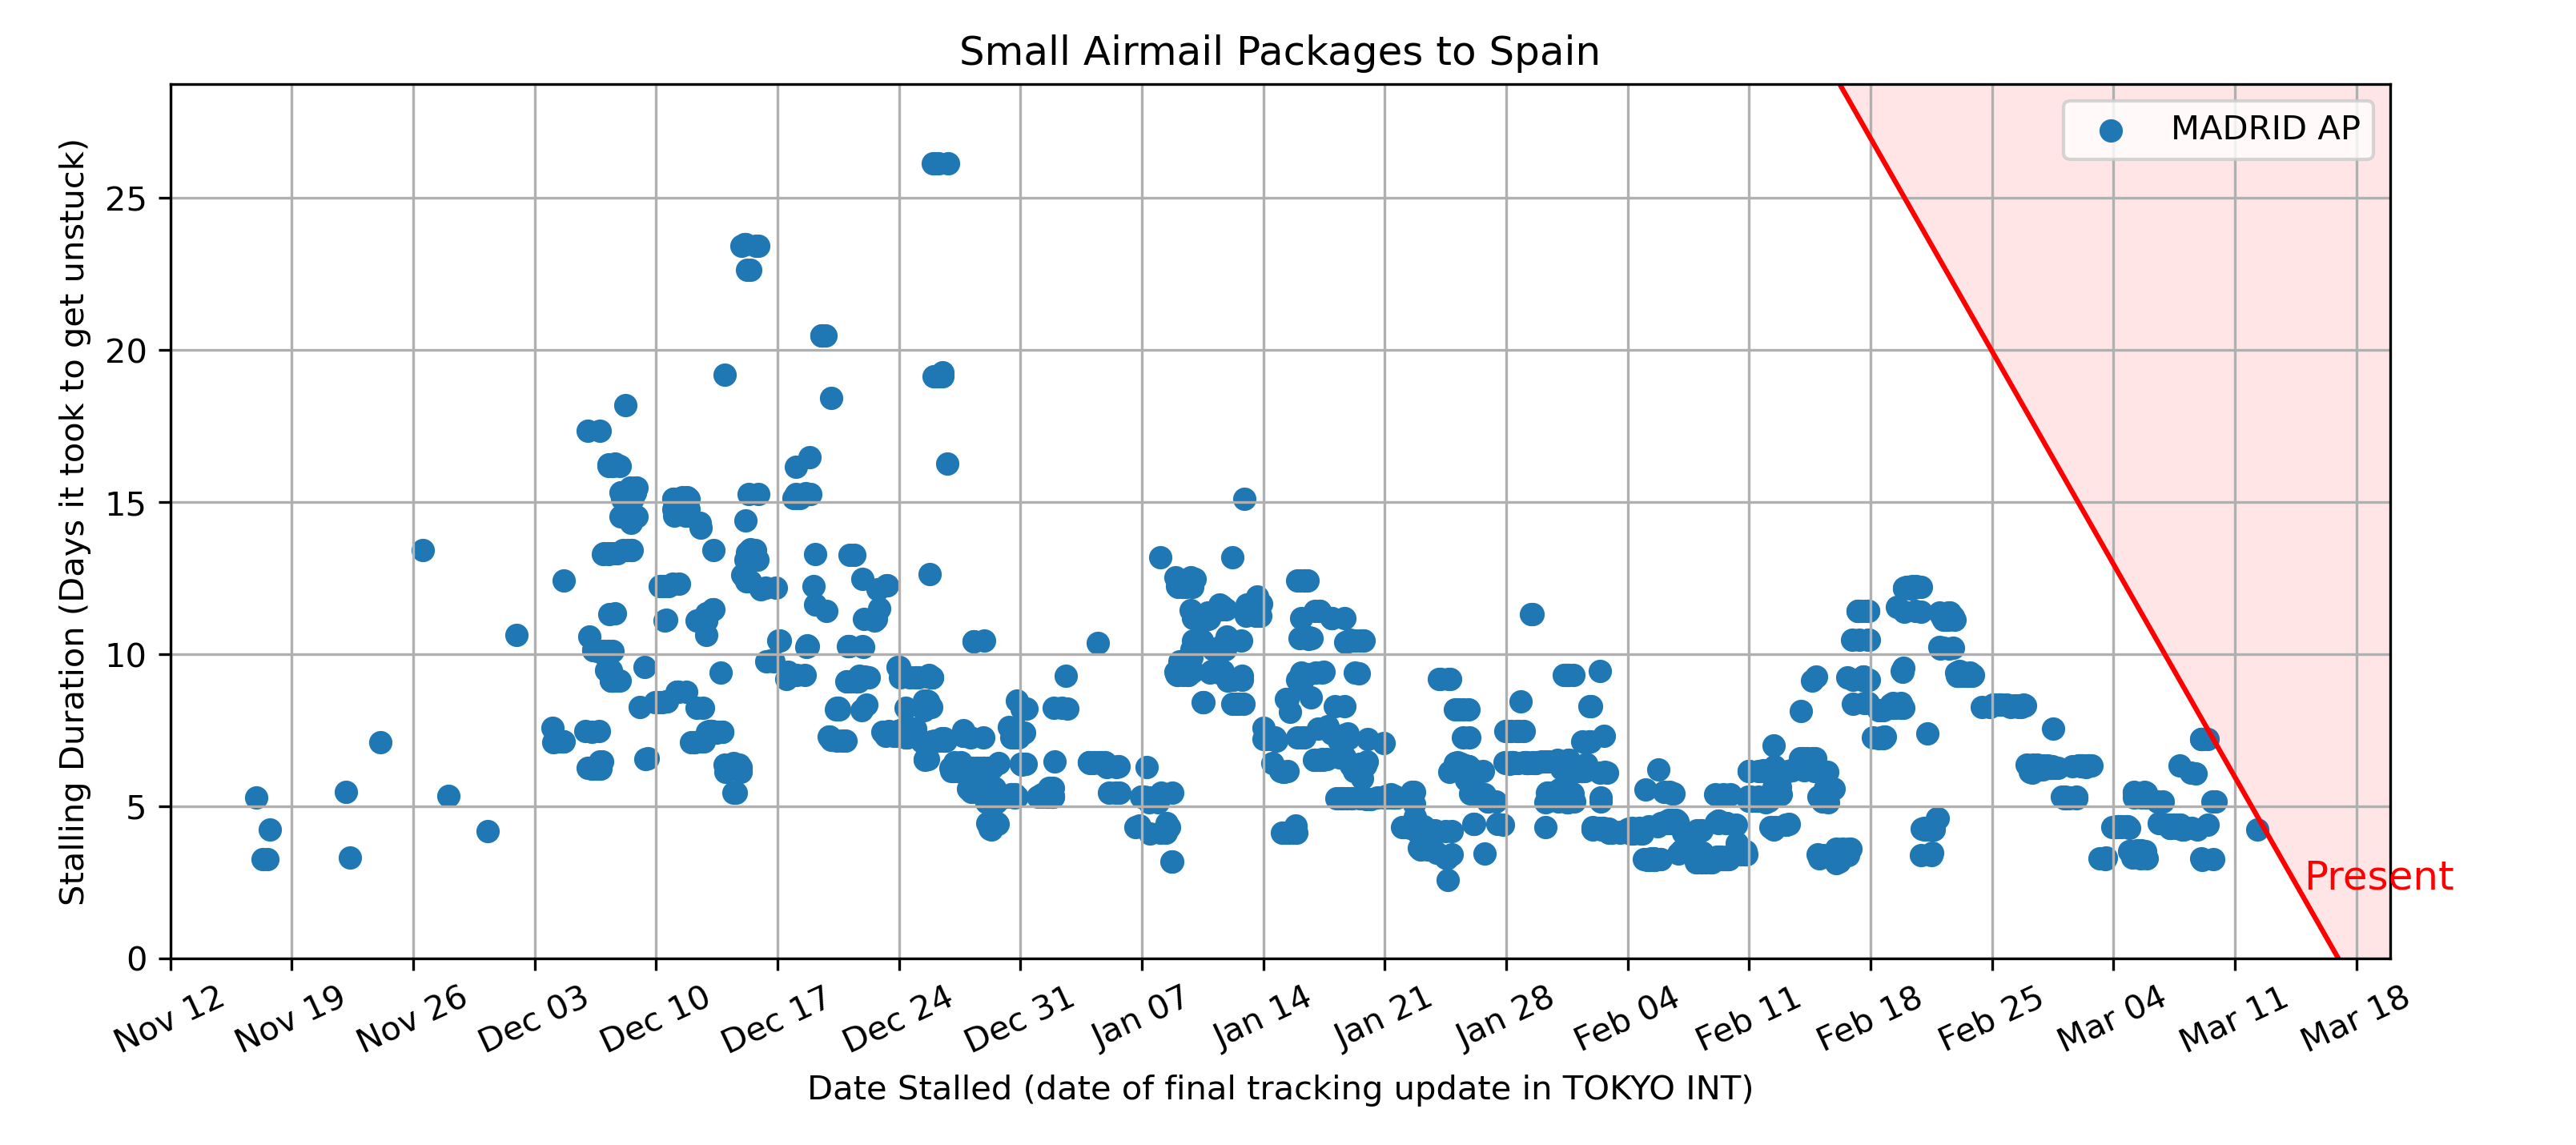 Small Airmail Packages to Spain
MADRID AP
Stalling Duration (Days it took to get unstuck)
25
20
15
10
5
0
Present
Nov 12
Nov 19
Nov 26
Dec 03
Dec 10
Dec 17
Dec 24
Dec 31
Jan 07
Jan 14
Jan 21
Jan 28
Feb 04
Feb 11
Feb 18
Feb 25
Mar 04
Mar 11
Mar 18
Date Stalled (date of final tracking update in TOKYO INT)